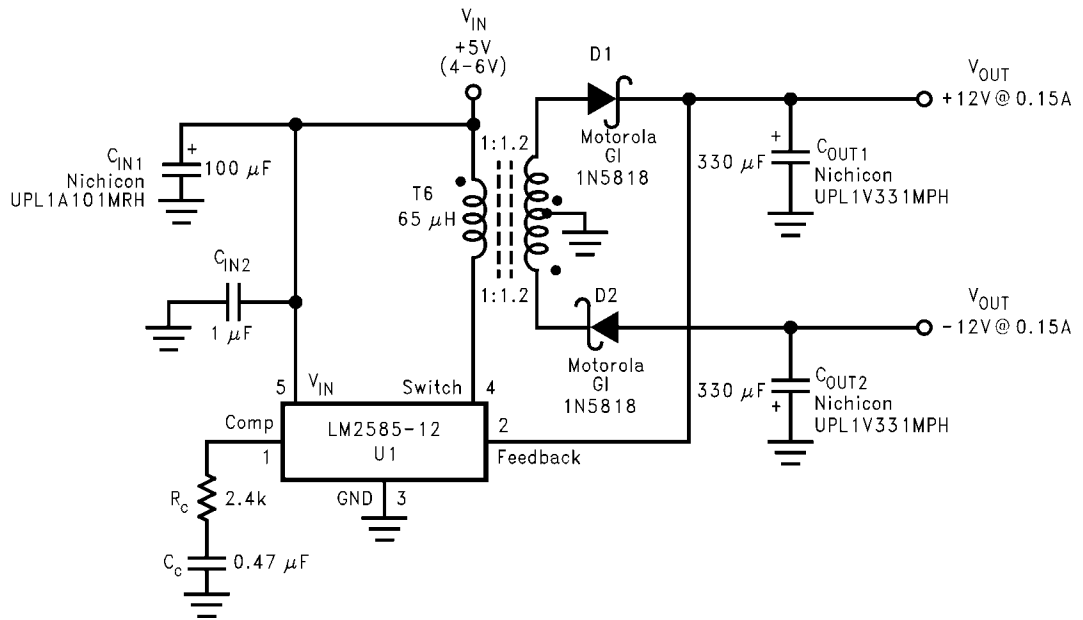 V_IN
+5V
(4-6V)
D1
V_OUT
+12V @ 0.15A
1:1.2
Motorola
GI
1N5818
C_IN1
Nichicon
UPL1A101MRH
+
100 μF
T6
65 μH
330 μF
+
C_OUT1
Nichicon
UPL1V331MPH
C_IN2
1 μF
1:1.2
D2
V_OUT
-12V @ 0.15A
Motorola
GI
1N5818
330 μF
+
C_OUT2
Nichicon
UPL1V331MPH
5
V_IN
Switch
4
Comp
1
LM2585-12
U1
2
Feedback
GND
3
R_c
2.4k
C_c
0.47 μF